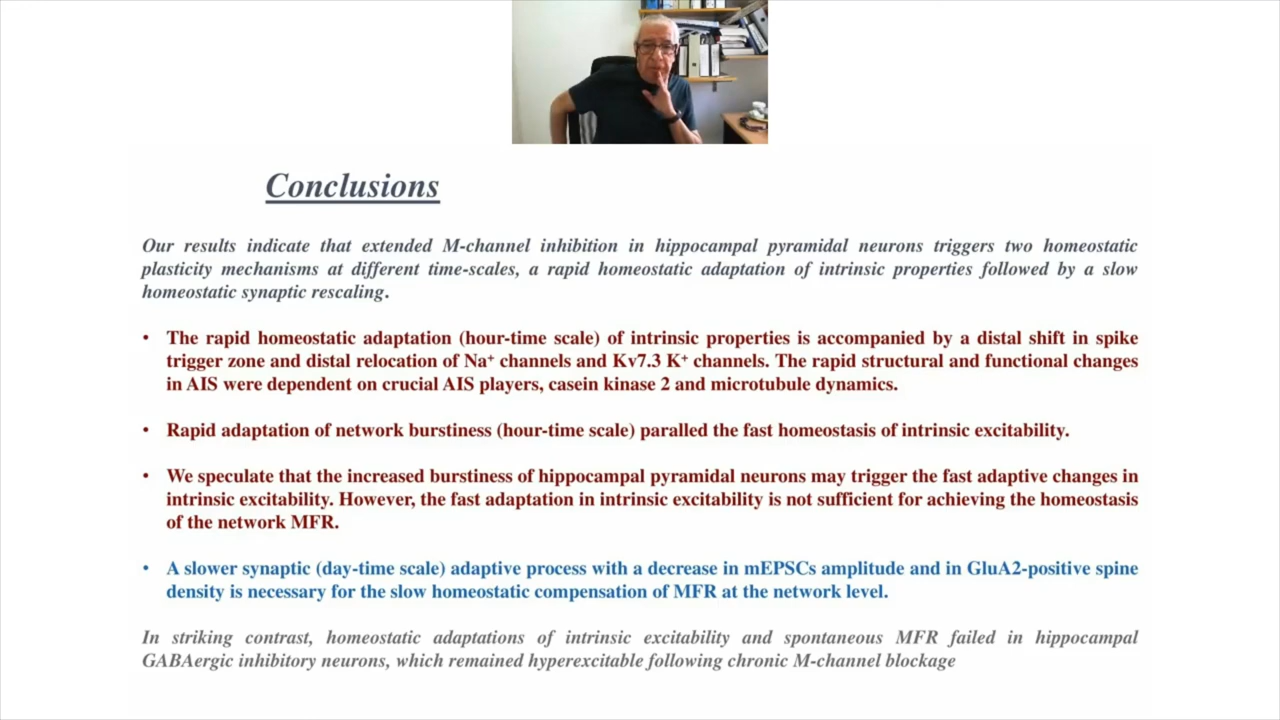 Conclusions
Our results indicate that extended M-channel inhibition in hippocampal pyramidal neurons triggers two homeostatic
plasticity mechanisms at different time-scales, a rapid homeostatic adaptation of intrinsic properties followed by a slow
homeostatic synaptic rescaling.
• The rapid homeostatic adaptation (hour-time scale) of intrinsic properties is accompanied by a distal shift in spike
trigger zone and distal relocation of Na⁺ channels and Kv7.3 K⁺ channels. The rapid structural and functional changes
in AIS were dependent on crucial AIS players, casein kinase 2 and microtubule dynamics.
• Rapid adaptation of network burstiness (hour-time scale) paralled the fast homeostasis of intrinsic excitability.
• We speculate that the increased burstiness of hippocampal pyramidal neurons may trigger the fast adaptive changes in
intrinsic excitability. However, the fast adaptation in intrinsic excitability is not sufficient for achieving the homeostasis
of the network MFR.
• A slower synaptic (day-time scale) adaptive process with a decrease in mEPSCs amplitude and in GluA2-positive spine
density is necessary for the slow homeostatic compensation of MFR at the network level.
In striking contrast, homeostatic adaptations of intrinsic excitability and spontaneous MFR failed in hippocampal
GABAergic inhibitory neurons, which remained hyperexcitable following chronic M-channel blockage